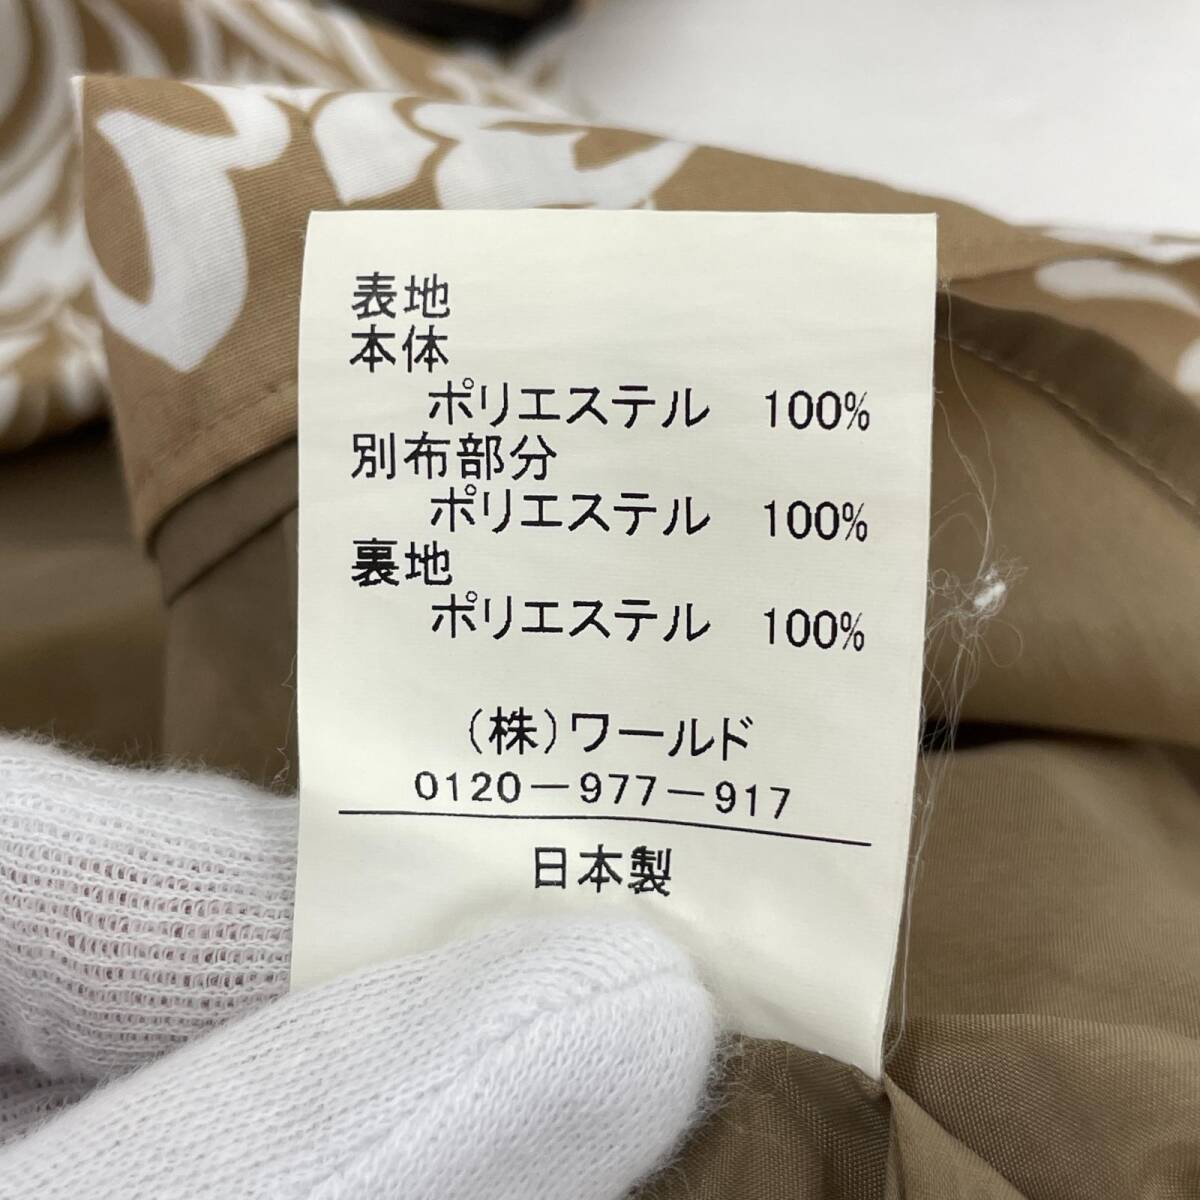 表地
本体
ポリエステル 100%
別布部分
ポリエステル 100%
裏地
ポリエステル 100%
(株)ワールド
0120-977-917
日本製